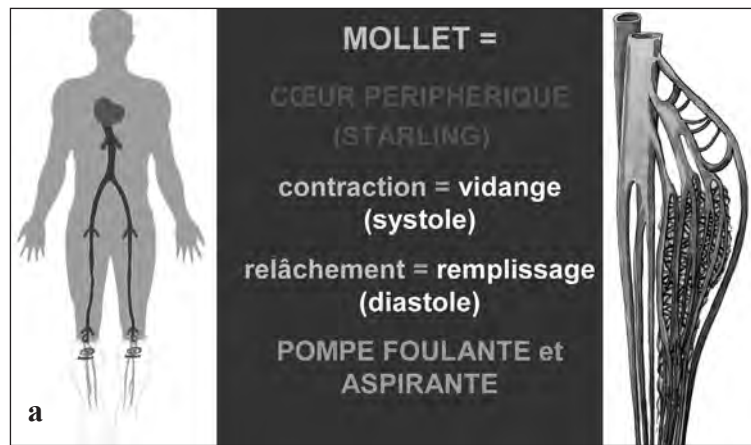 MOLLET =
CŒUR PERIPHERIQUE
(STARLING)
contraction = vidange
(systole)
relâchement = remplissage
(diastole)
POMPE FOULANTE et
ASPIRANTE
a